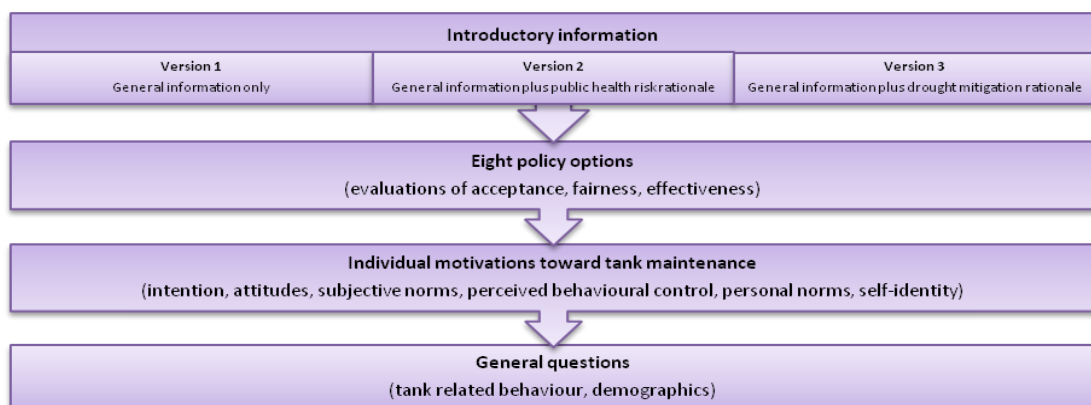 Introductory information
Version 1
General information only
Version 2
General information plus public health risk rationale
Version 3
General information plus drought mitigation rationale
Eight policy options
(evaluations of acceptance, fairness, effectiveness)
Individual motivations toward tank maintenance
(intention, attitudes, subjective norms, perceived behavioural control, personal norms, self-identity)
General questions
(tank related behaviour, demographics)